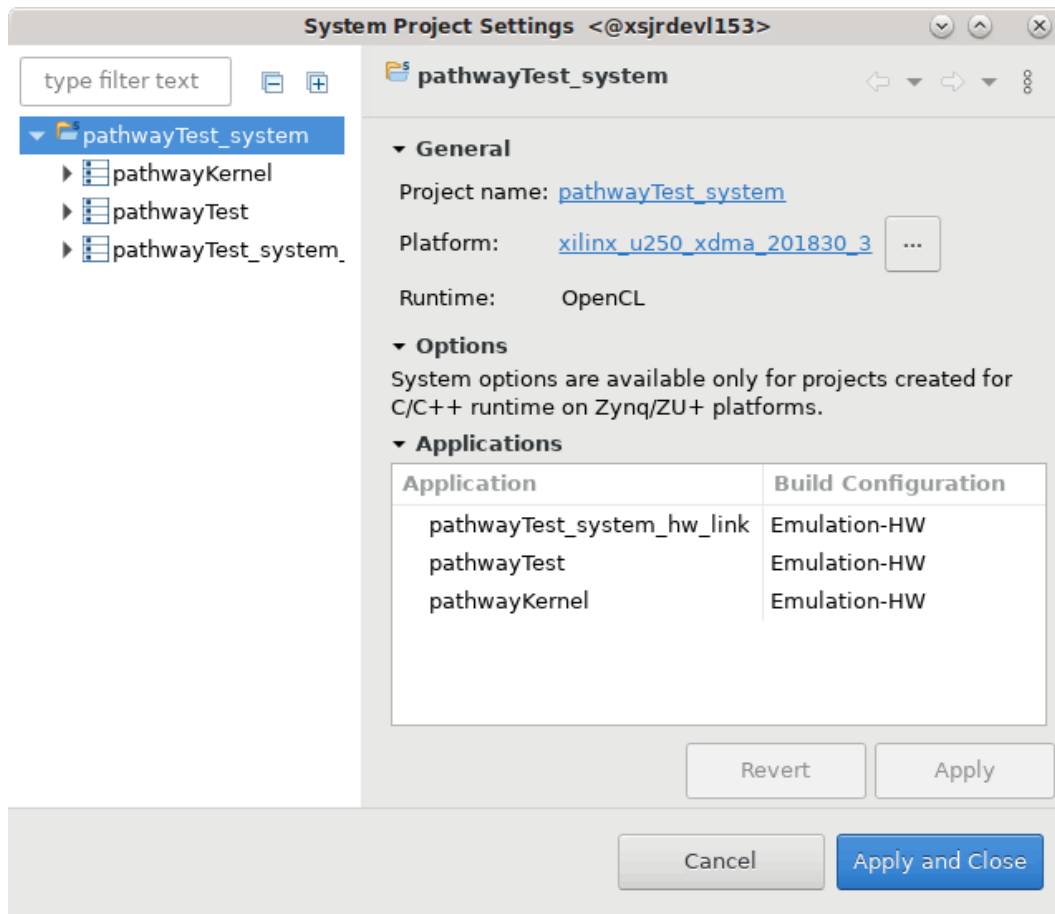 System Project Settings <@xsjrdevl153>
type filter text
pathwayTest_system
pathwayKernel
pathwayTest
pathwayTest_system_
pathwayTest_system
General
Project name: pathwayTest_system
Platform: xilinx_u250_xdma_201830_3 ...
Runtime: OpenCL
Options
System options are available only for projects created for
C/C++ runtime on Zynq/ZU+ platforms.
Applications
Application Build Configuration
pathwayTest_system_hw_link Emulation-HW
pathwayTest Emulation-HW
pathwayKernel Emulation-HW
Revert Apply
Cancel Apply and Close